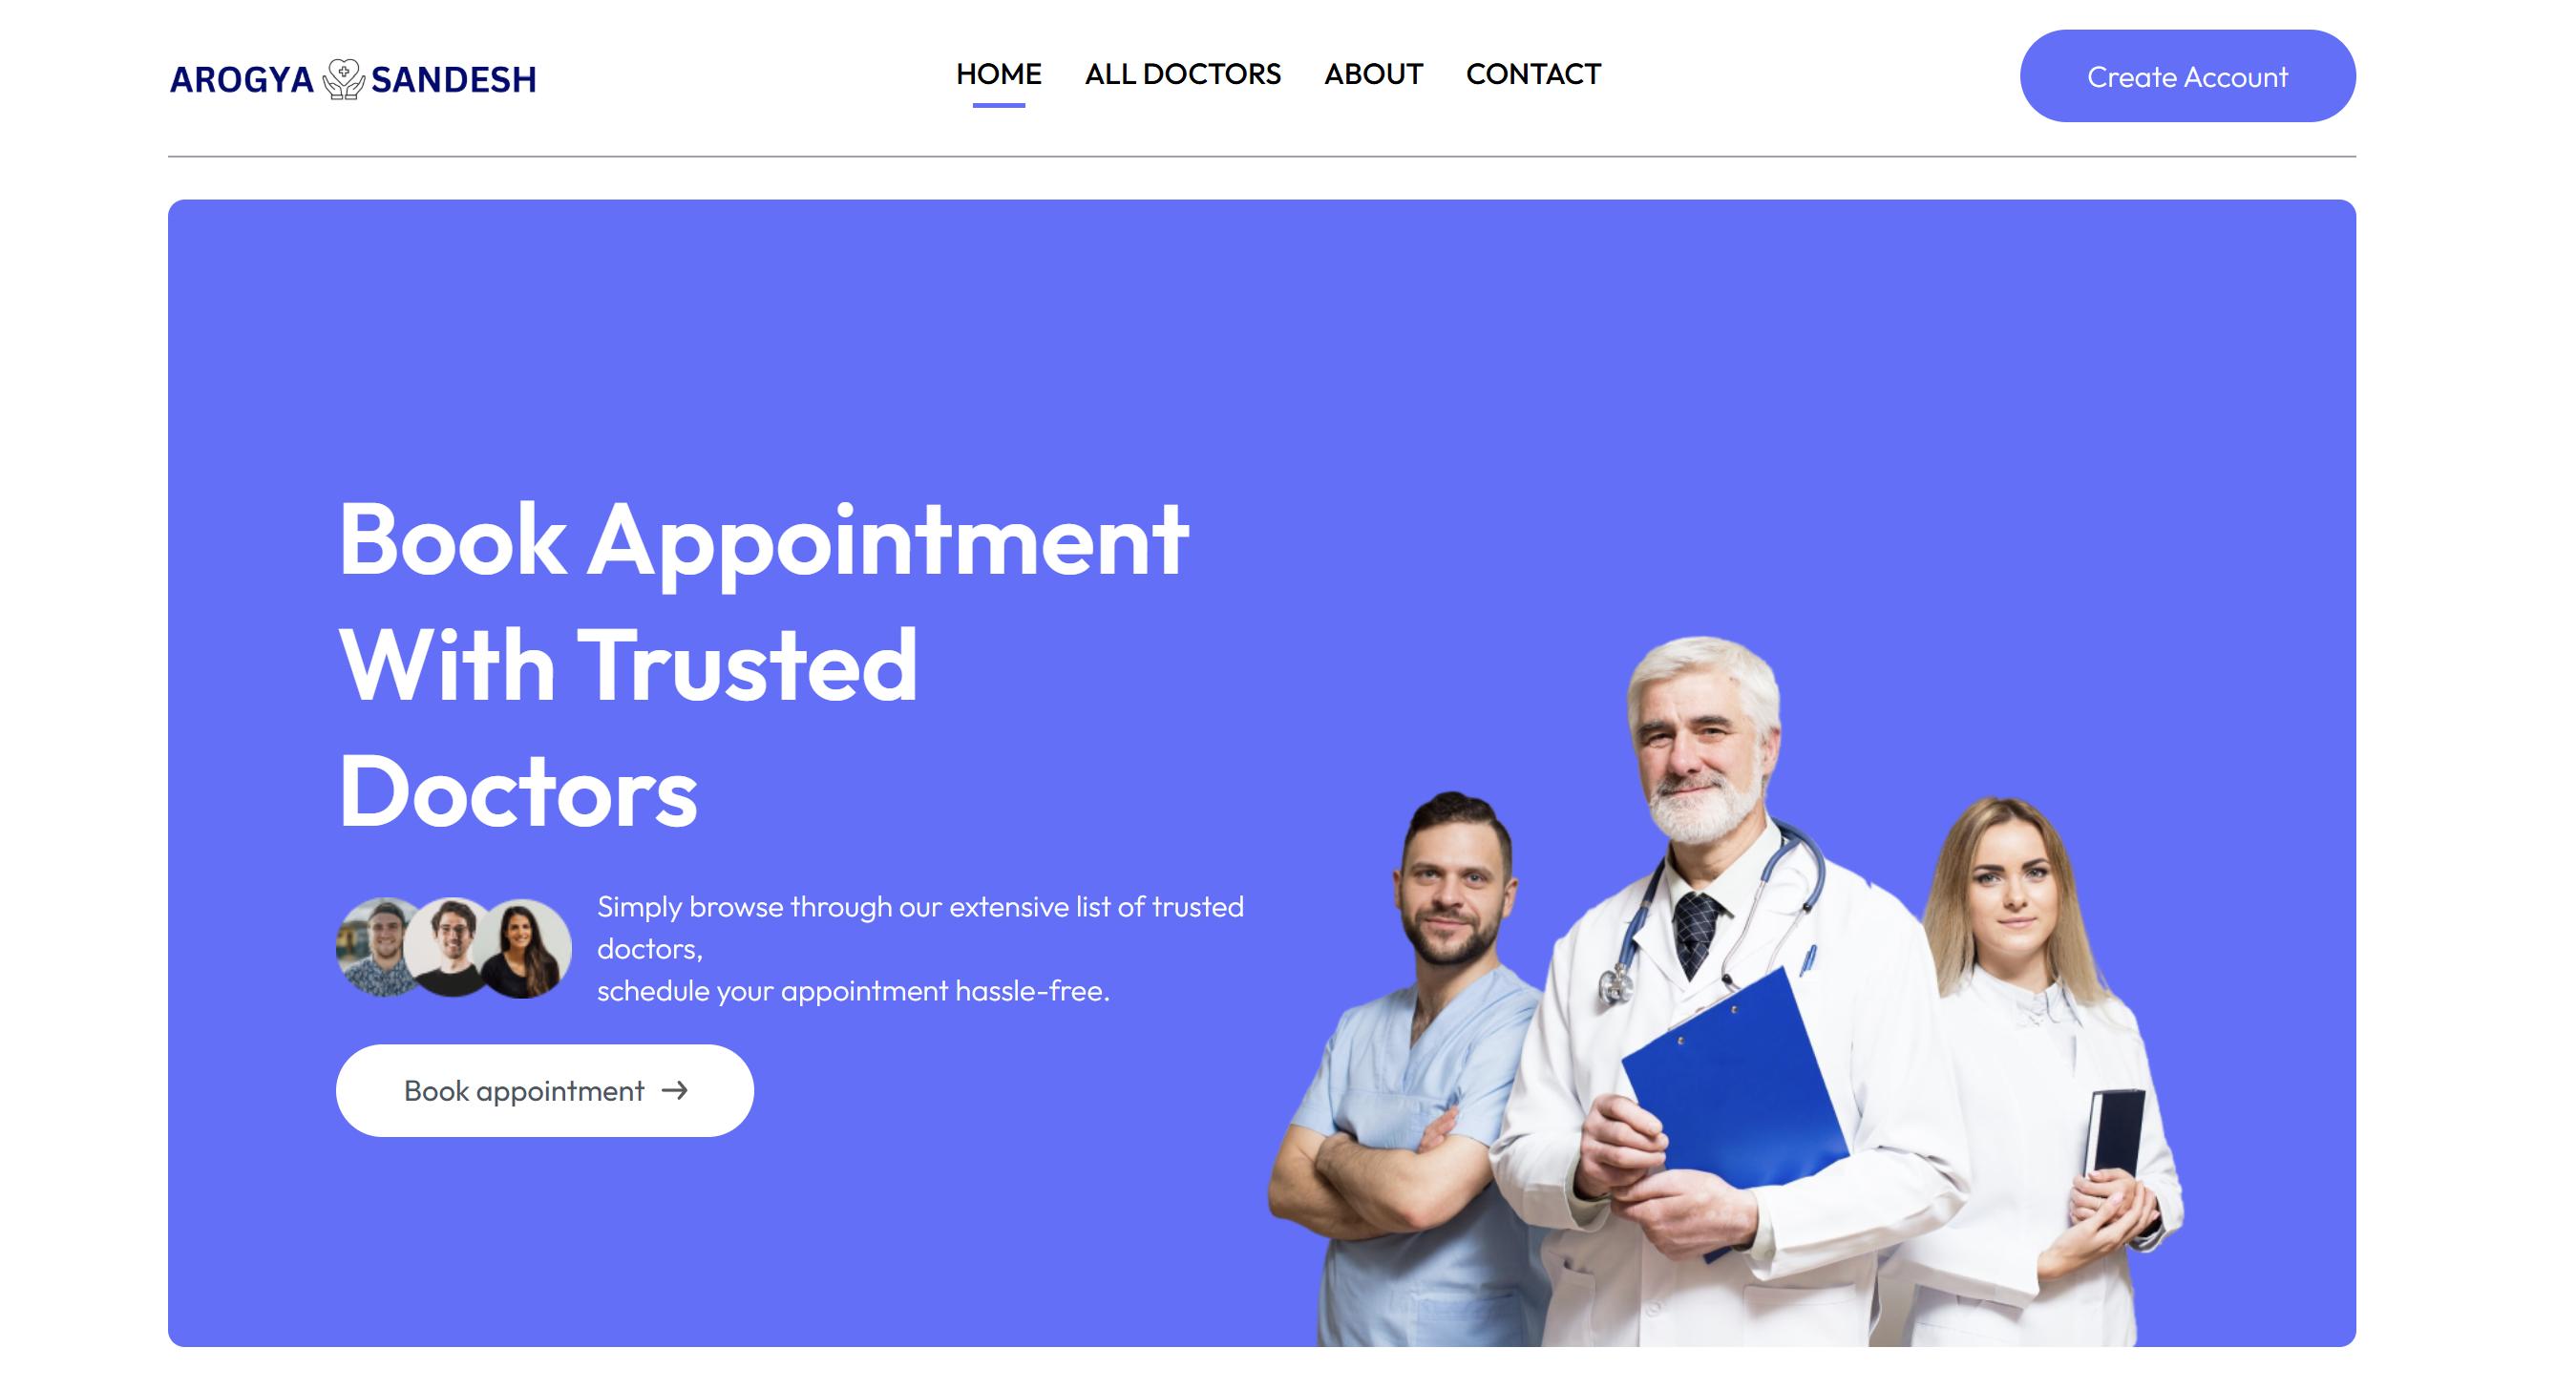 AROGYA SANDESH
HOME ALL DOCTORS ABOUT CONTACT
Create Account
Book Appointment
With Trusted
Doctors
Simply browse through our extensive list of trusted
doctors,
schedule your appointment hassle-free.
Book appointment →